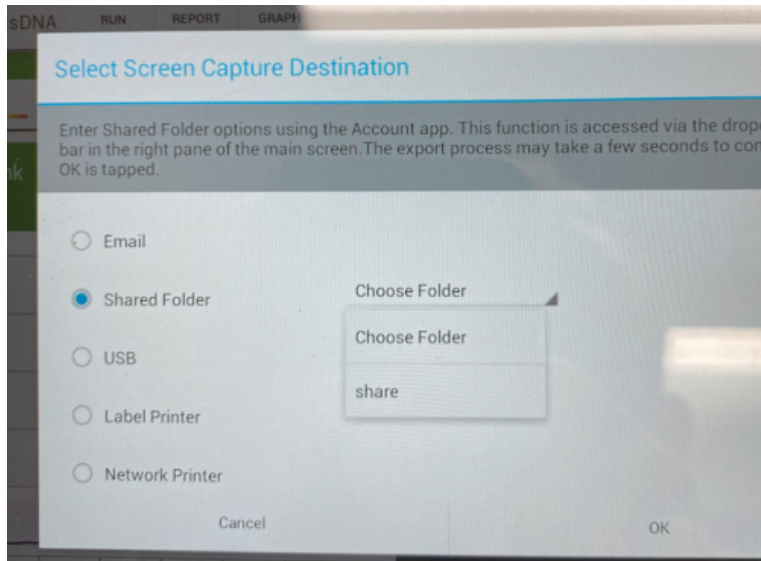 sDNA RUN REPORT GRAPH
Select Screen Capture Destination
Enter Shared Folder options using the Account app. This function is accessed via the drop
bar in the right pane of the main screen.The export process may take a few seconds to con
OK is tapped.
nk
Email
Shared Folder
Choose Folder
Choose Folder
USB
share
Label Printer
Network Printer
Cancel
OK